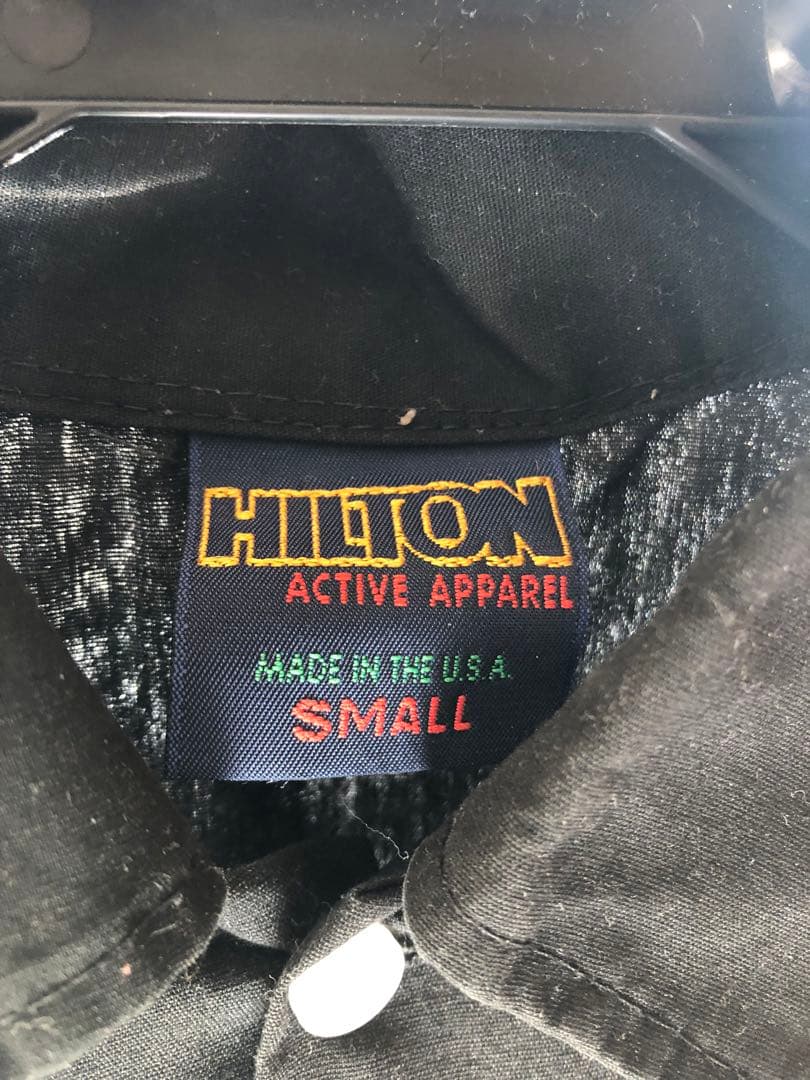 HILTON
ACTIVE APPAREL
MADE IN THE U.S.A.
SMALL